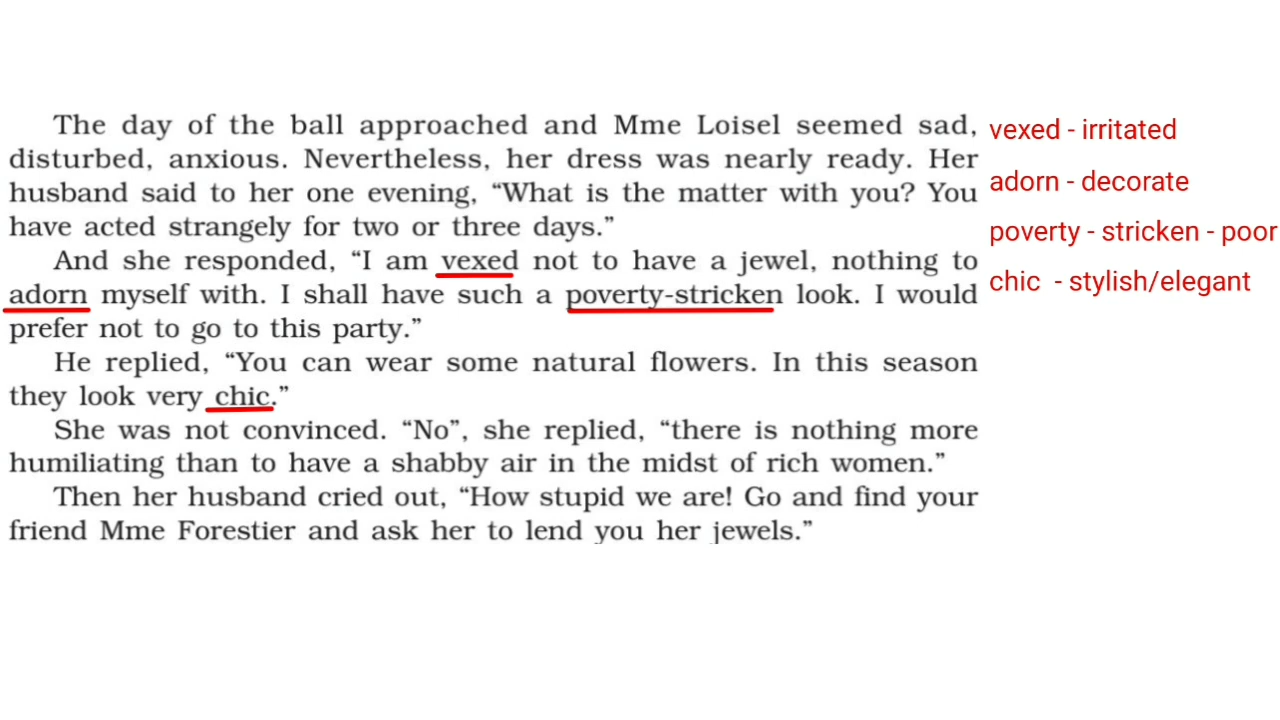 The day of the ball approached and Mme Loisel seemed sad,
disturbed, anxious. Nevertheless, her dress was nearly ready. Her
husband said to her one evening, “What is the matter with you? You
have acted strangely for two or three days.”
And she responded, “I am vexed not to have a jewel, nothing to
adorn myself with. I shall have such a poverty-stricken look. I would
prefer not to go to this party.”
He replied, “You can wear some natural flowers. In this season
they look very chic.”
She was not convinced. “No”, she replied, “there is nothing more
humiliating than to have a shabby air in the midst of rich women.”
Then her husband cried out, “How stupid we are! Go and find your
friend Mme Forestier and ask her to lend you her jewels.”
vexed - irritated
adorn - decorate
poverty - stricken - poor
chic - stylish/elegant